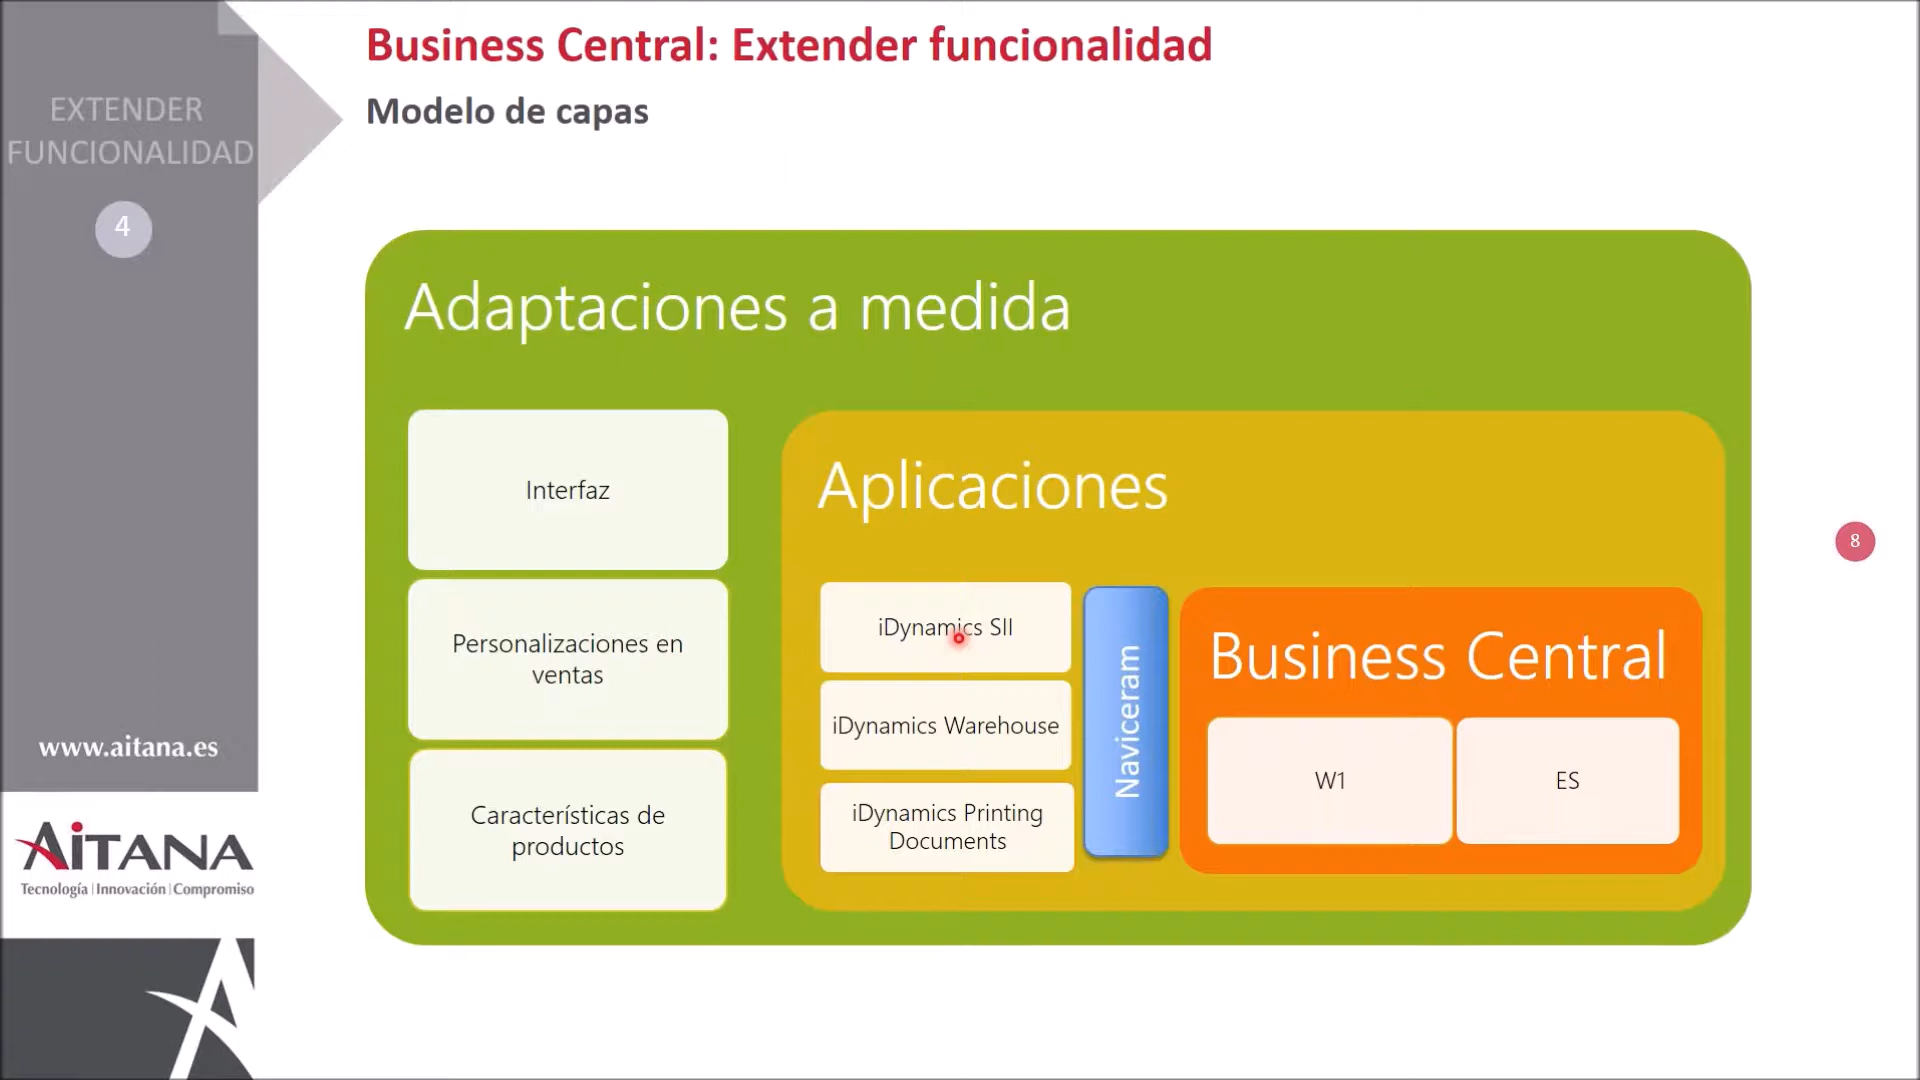 EXTENDER
FUNCIONALIDAD
4
www.aitana.es
AiTANA
Tecnología | Innovación | Compromiso
Business Central: Extender funcionalidad
Modelo de capas
Adaptaciones a medida
Interfaz
Personalizaciones en
ventas
Características de
productos
Aplicaciones
iDynamics SII
iDynamics Warehouse
iDynamics Printing
Documents
Naviceram
Business Central
W1
ES
8